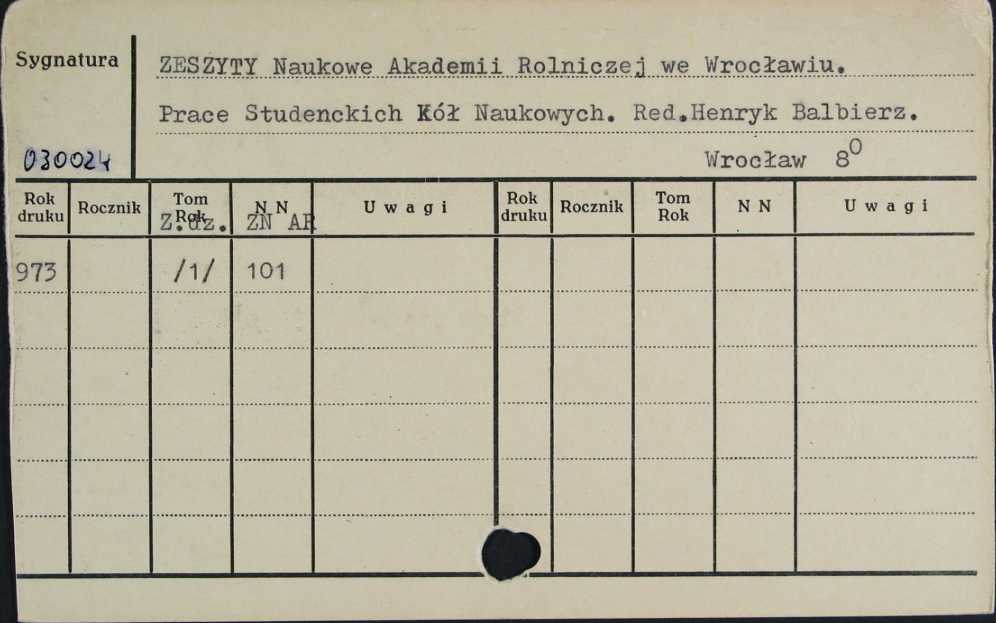 Sygnatura
ZESZYTY Naukowe Akademii Rolniczej we Wrocławiu.
Prace Studenckich Kół Naukowych. Red.Henryk Balbierz.
030024
Wrocław 8⁰
Rok druku Rocznik Tom Rok N N U w a g i Rok druku Rocznik Tom Rok N N U w a g i
Z.dz. ZN AR
973 /1/ 101